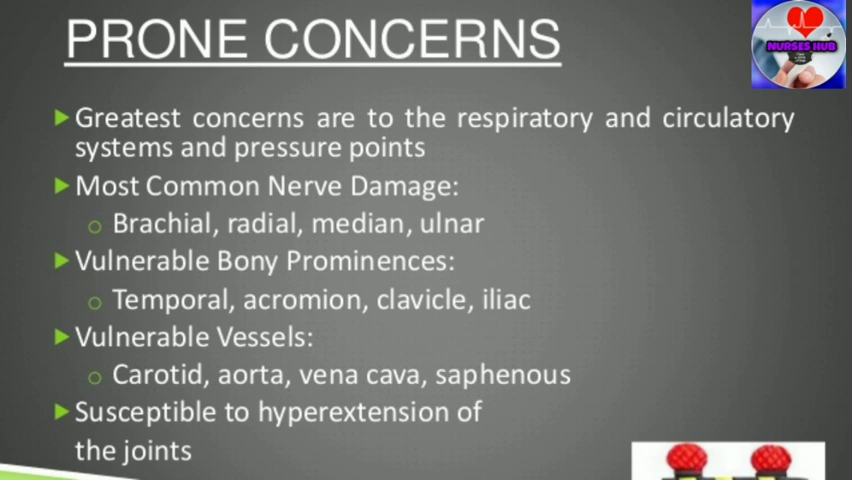 PRONE CONCERNS
NURSES HUB
Greatest concerns are to the respiratory and circulatory
systems and pressure points
Most Common Nerve Damage:
Brachial, radial, median, ulnar
Vulnerable Bony Prominences:
Temporal, acromion, clavicle, iliac
Vulnerable Vessels:
Carotid, aorta, vena cava, saphenous
Susceptible to hyperextension of
the joints